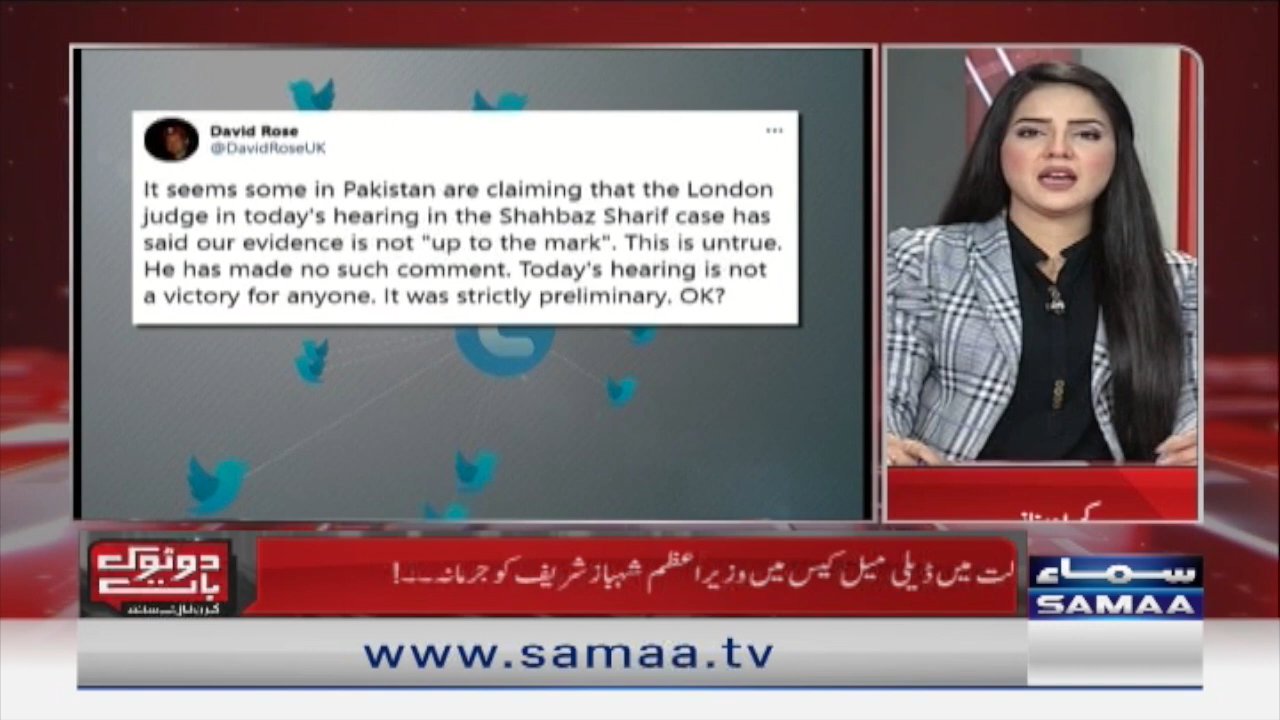 David Rose
@DavidRoseUK
It seems some in Pakistan are claiming that the London
judge in today's hearing in the Shahbaz Sharif case has
said our evidence is not "up to the mark". This is untrue.
He has made no such comment. Today's hearing is not
a victory for anyone. It was strictly preliminary. OK?
دوٹوک
بات
لت میں ڈیلی میل کیس میں وزیراعظم شہباز شریف کو جرمانہ۔۔۔!
سماء
SAMAA
www.samaa.tv